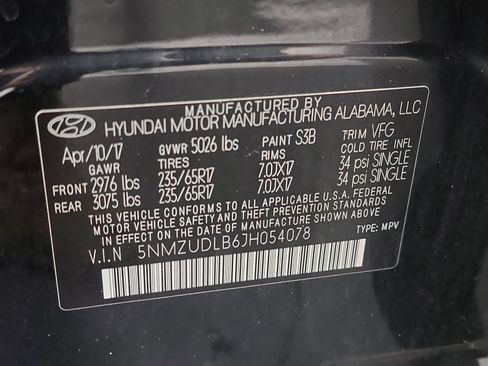 MANUFACTURED BY
HYUNDAI MOTOR MANUFACTURING ALABAMA, LLC
Apr/10/17 GVWR 5026 lbs PAINT S3B TRIM VFG
GAWR TIRES RIMS COLD TIRE INFL
FRONT 2976 lbs 235/65R17 7.0JX17 34 psi SINGLE
REAR 3075 lbs 235/65R17 7.0JX17 34 psi SINGLE
THIS VEHICLE CONFORMS TO ALL APPLICABLE U.S.A. FEDERAL
MOTOR VEHICLE SAFETY AND THEFT PREVENTION STANDARDS
IN EFFECT ON THE DATE OF MANUFACTURE SHOWN ABOVE.
V.I.N 5NMZUDLB6JH054078 TYPE: MPV